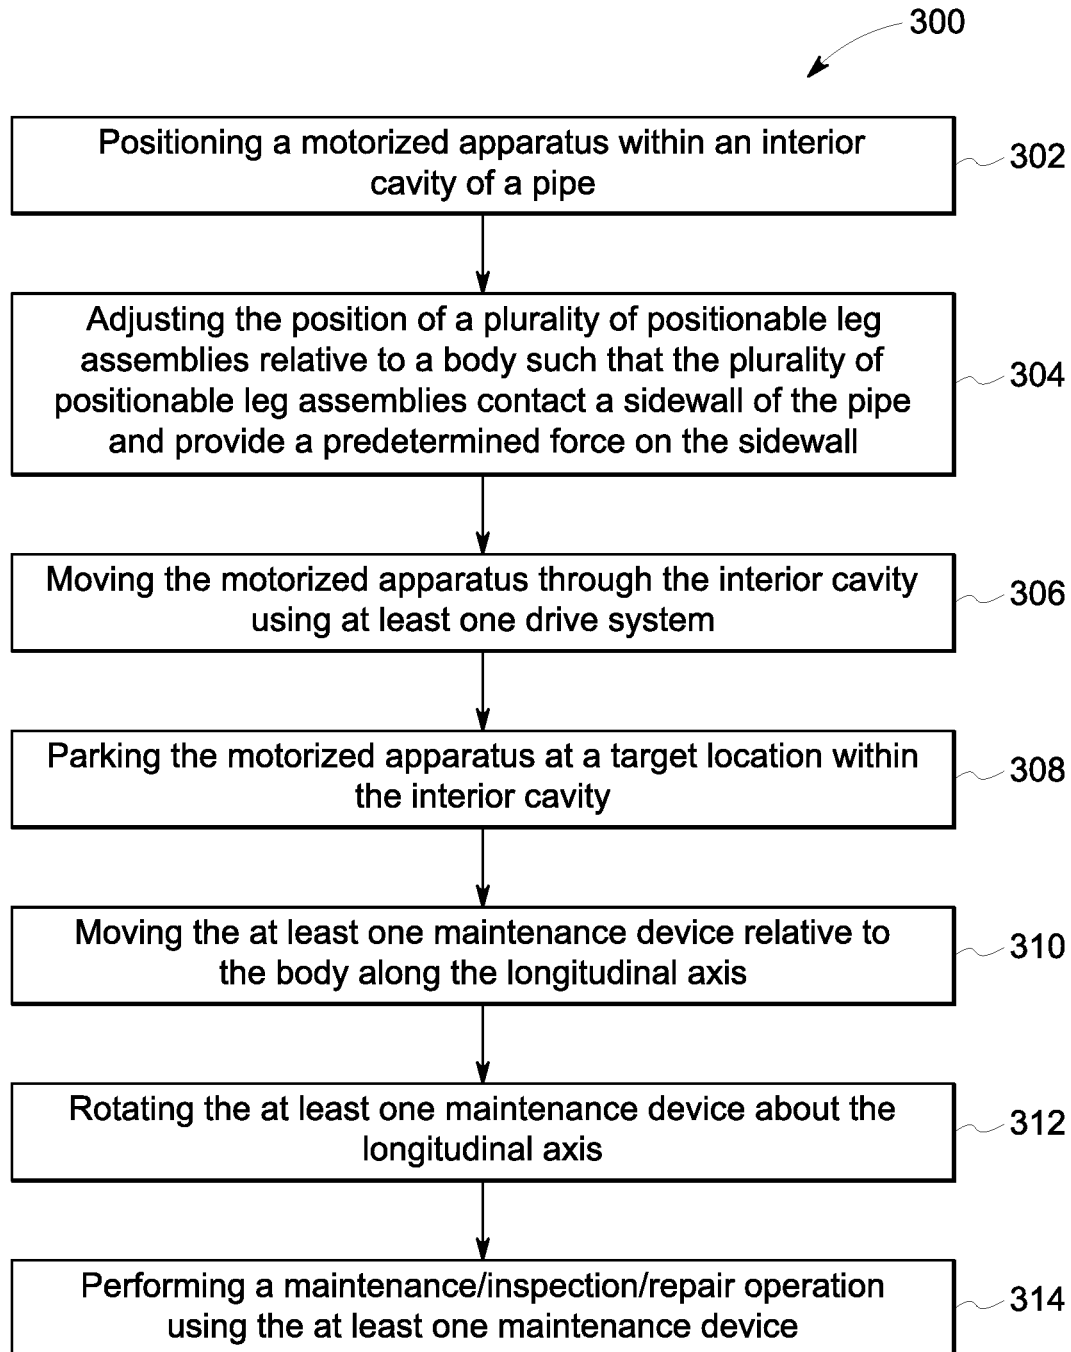 300
Positioning a motorized apparatus within an interior
cavity of a pipe
302
Adjusting the position of a plurality of positionable leg
assemblies relative to a body such that the plurality of
positionable leg assemblies contact a sidewall of the pipe
and provide a predetermined force on the sidewall
304
Moving the motorized apparatus through the interior cavity
using at least one drive system
306
Parking the motorized apparatus at a target location within
the interior cavity
308
Moving the at least one maintenance device relative to
the body along the longitudinal axis
310
Rotating the at least one maintenance device about the
longitudinal axis
312
Performing a maintenance/inspection/repair operation
using the at least one maintenance device
314